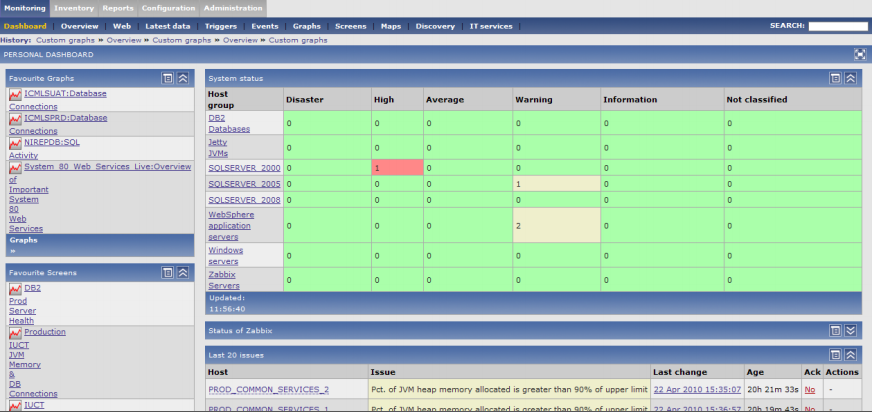 Monitoring Inventory Reports Configuration Administration
Dashboard Overview Web Latest data Triggers Events Graphs Screens Maps Discovery IT services SEARCH:
History: Custom graphs » Overview » Custom graphs » Overview » Custom graphs
PERSONAL DASHBOARD
Favourite Graphs
ICMLSUAT:Database
Connections
ICMLSPRD:Database
Connections
NIREPDB:SQL
Activity
System 80 Web Services Live:Overview
of
Important
System
80
Web
Services
Graphs
»
Favourite Screens
DB2
Prod
Server
Health
Production
IUCT
JVM
Memory
&
DB
Connections
IUCT
System status
Host group Disaster High Average Warning Information Not classified
DB2 Databases 0 0 0 0 0 0
Jetty JVMs 0 0 0 0 0 0
SQLSERVER 2000 0 1 0 0 0 0
SQLSERVER 2005 0 0 0 1 0 0
SQLSERVER 2008 0 0 0 0 0 0
WebSphere application servers 0 0 0 2 0 0
Windows servers 0 0 0 0 0 0
Zabbix Servers 0 0 0 0 0 0
Updated:
11:56:40
Status of Zabbix
Last 20 issues
Host Issue Last change Age Ack Actions
PROD_COMMON_SERVICES_2 Pct. of JVM heap memory allocated is greater than 90% of upper limit 22 Apr 2010 15:35:07 20h 21m 33s No -
PROD_COMMON_SERVICES_1 Pct. of JVM heap memory allocated is greater than 90% of upper limit 22 Apr 2010 15:36:57 20h 19m 43s No -